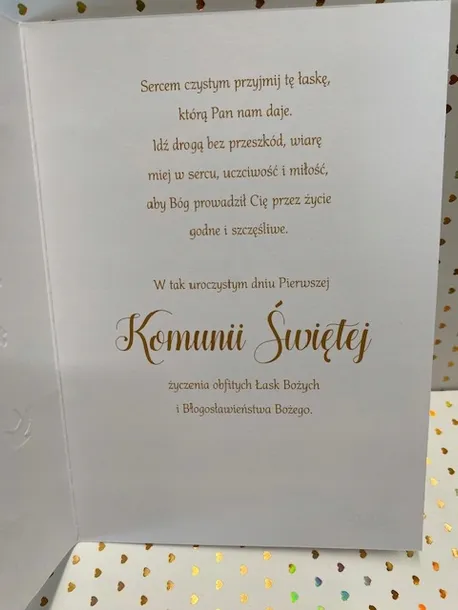 Sercem czystym przyjmij tę łaskę,
którą Pan nam daje.
Idź drogą bez przeszkód, wiarę
miej w sercu, uczciwość i miłość,
aby Bóg prowadził Cię przez życie
godne i szczęśliwe.
W tak uroczystym dniu Pierwszej
Komunii Świętej
życzenia obfitych Łask Bożych
i Błogosławieństwa Bożego.